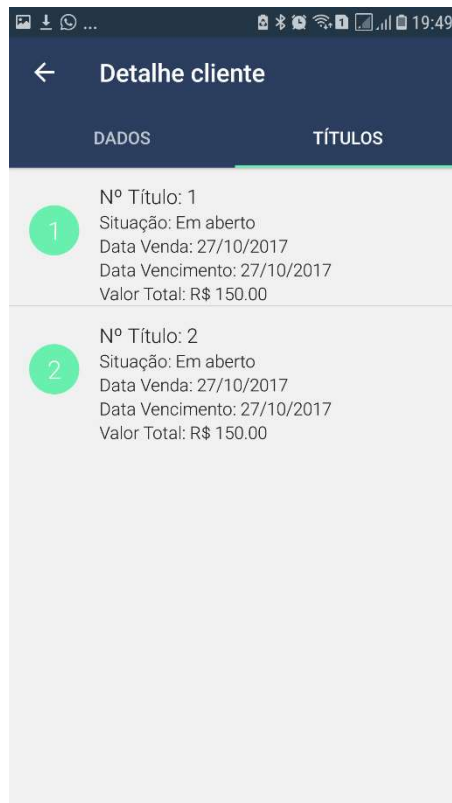 ... 1 19:49
Detalhe cliente
DADOS TÍTULOS
1
Nº Título: 1
Situação: Em aberto
Data Venda: 27/10/2017
Data Vencimento: 27/10/2017
Valor Total: R$ 150.00
2
Nº Título: 2
Situação: Em aberto
Data Venda: 27/10/2017
Data Vencimento: 27/10/2017
Valor Total: R$ 150.00